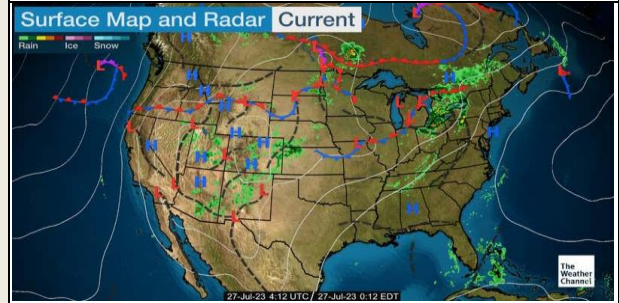 Surface Map and Radar Current
Rain Ice Snow
H
L
L
L
H
H
L
H
H
L
L
L
L
L
H
H
H
L
H
L
H
H
L
H
L
L
L
L
H
The
Weather
Channel
27-Jul-23 4:12 UTC / 27-Jul-23 0:12 EDT